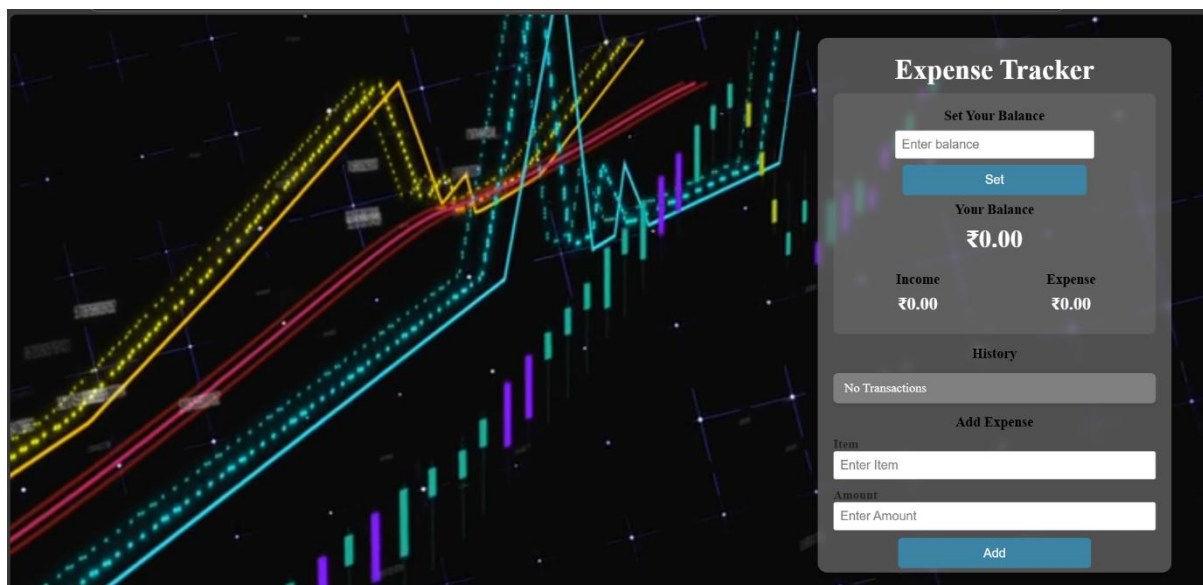 Expense Tracker
Set Your Balance
Enter balance
Set
Your Balance
₹0.00
Income Expense
₹0.00 ₹0.00
History
No Transactions
Add Expense
Item
Enter Item
Amount
Enter Amount
Add